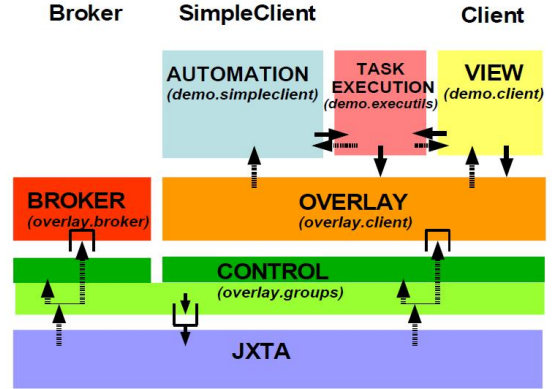 Broker
SimpleClient
Client
AUTOMATION
(demo.simpleclient)
TASK
EXECUTION
(demo.executils)
VIEW
(demo.client)
BROKER
(overlay.broker)
OVERLAY
(overlay.client)
CONTROL
(overlay.groups)
JXTA